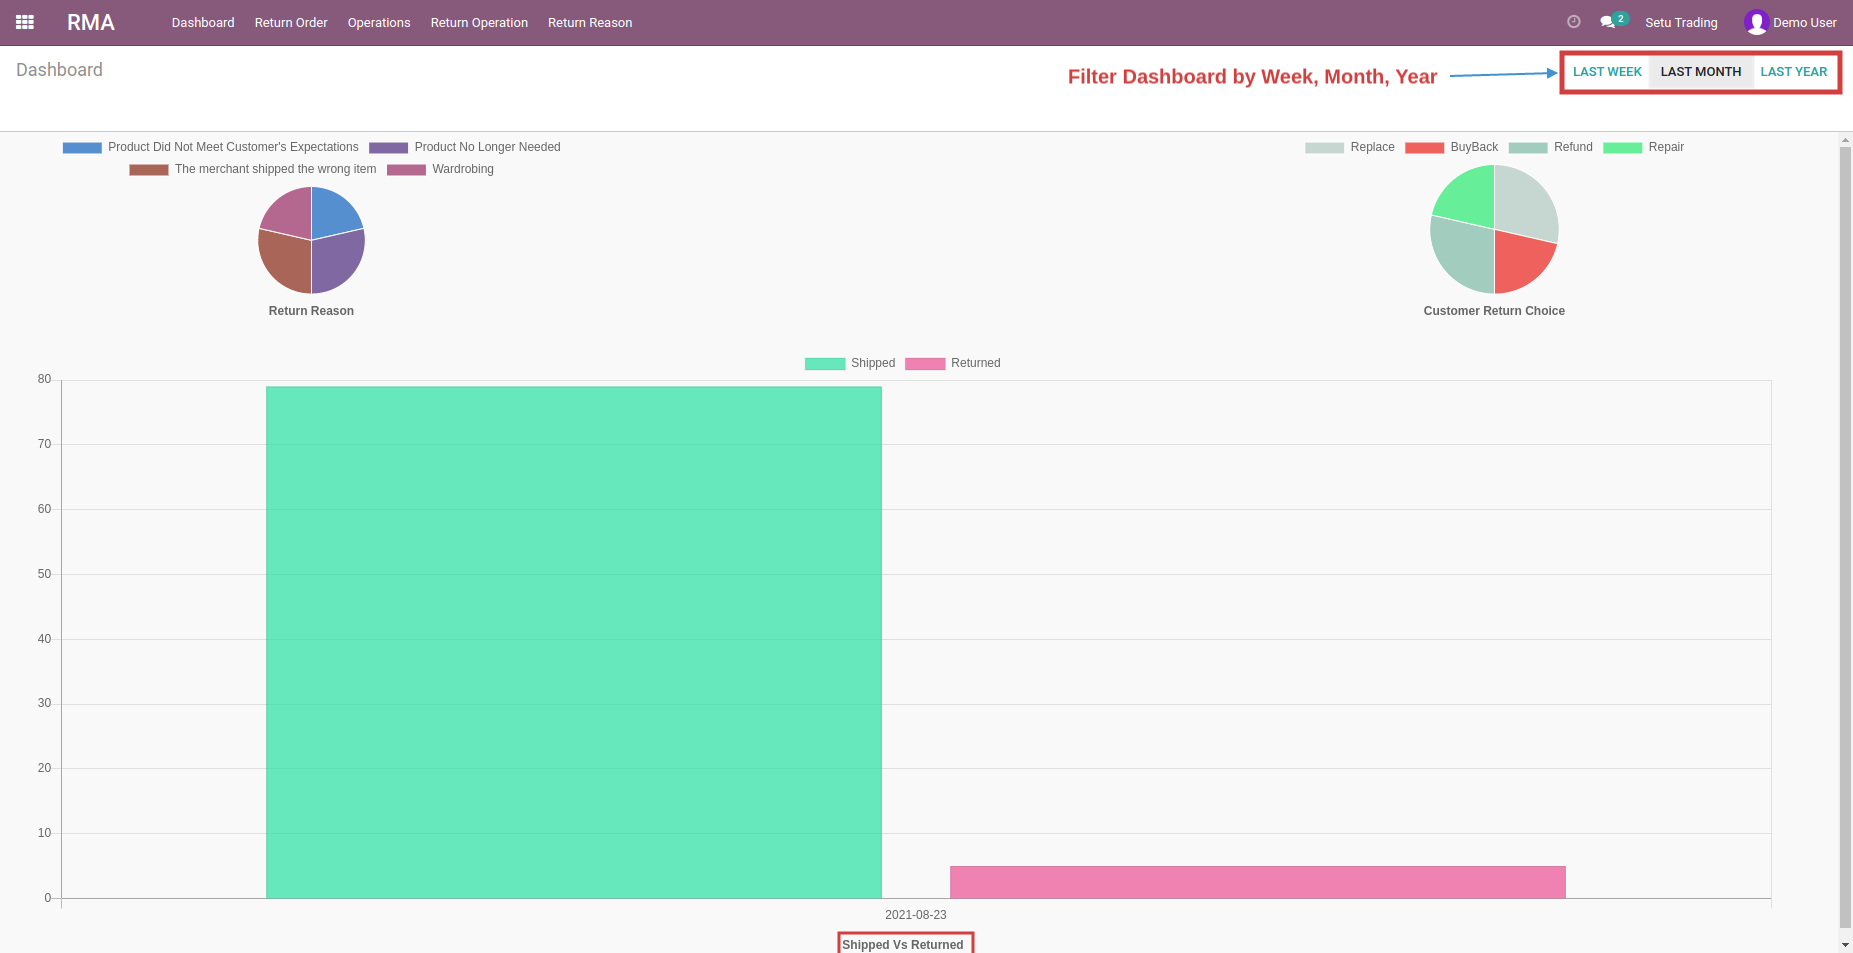 RMA Dashboard Return Order Operations Return Operation Return Reason 2 Setu Trading Demo User
Dashboard
Filter Dashboard by Week, Month, Year LAST WEEK LAST MONTH LAST YEAR
Product Did Not Meet Customer's Expectations Product No Longer Needed
The merchant shipped the wrong item Wardrobing
Return Reason
Replace BuyBack Refund Repair
Customer Return Choice
Shipped Returned
80
70
60
50
40
30
20
10
0
2021-08-23
Shipped Vs Returned